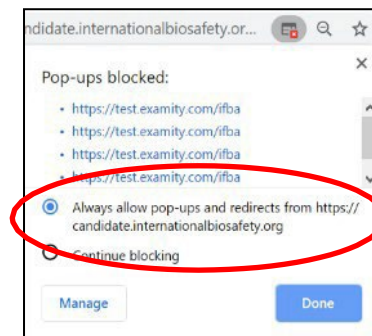 ndidate.internationalbiosafety.or...
Pop-ups blocked:
https://test.examity.com/ifba
https://test.examity.com/ifba
https://test.examity.com/ifba
https://test.examity.com/ifba
Always allow pop-ups and redirects from https://
candidate.internationalbiosafety.org
Continue blocking
Manage
Done